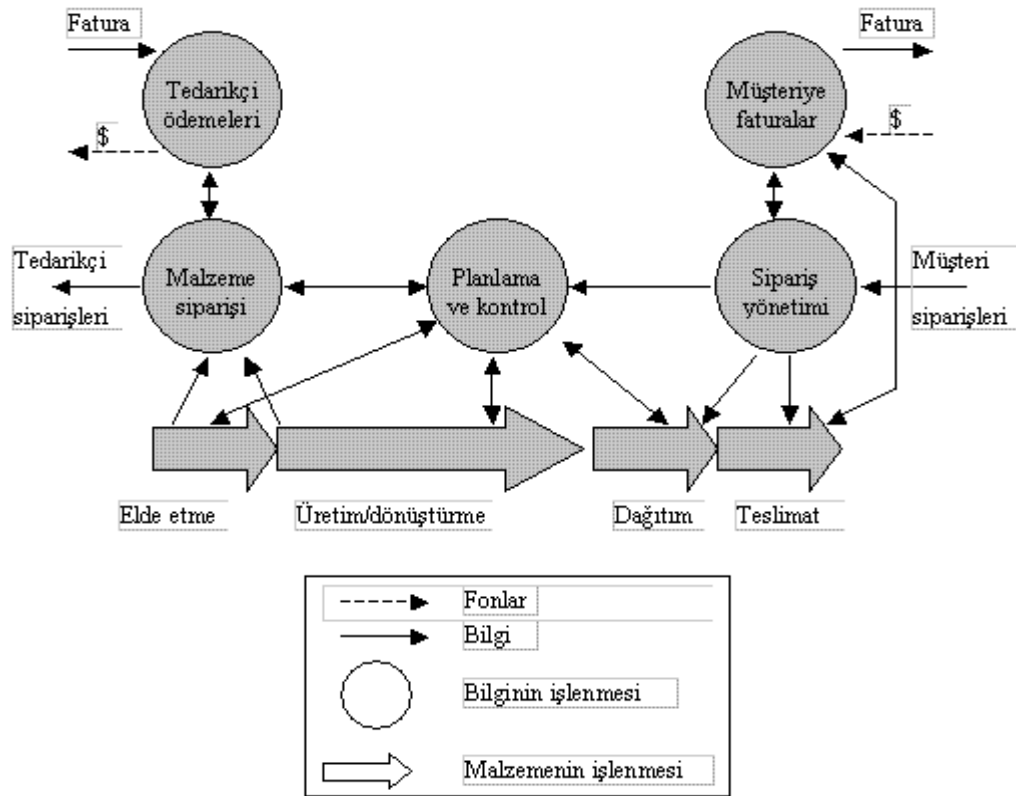 Fatura
Fatura
Tedarikçi
ödemeleri
Müşteriye
faturalar
$
$
Tedarikçi
siparişleri
Malzeme
siparişi
Planlama
ve kontrol
Sipariş
yönetimi
Müşteri
siparişleri
Elde etme
Üretim/dönüştürme
Dağıtım
Teslimat
Fonlar
Bilgi
Bilginin işlenmesi
Malzemenin işlenmesi